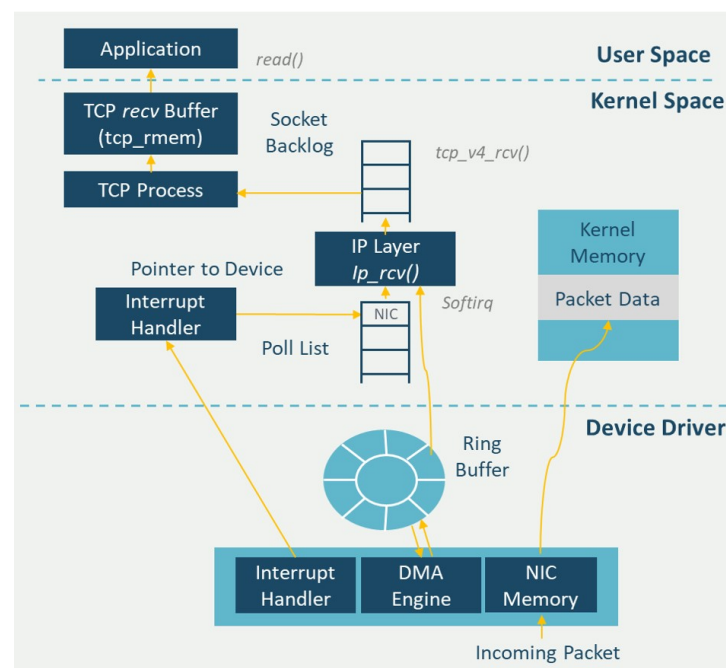 Application
read()
User Space
Kernel Space
TCP recv Buffer
(tcp_rmem)
Socket
Backlog
tcp_v4_rcv()
TCP Process
IP Layer
Ip_rcv()
Kernel
Memory
Pointer to Device
Interrupt
Handler
NIC
Softirq
Packet Data
Poll List
Device Driver
Ring
Buffer
Interrupt
Handler
DMA
Engine
NIC
Memory
Incoming Packet